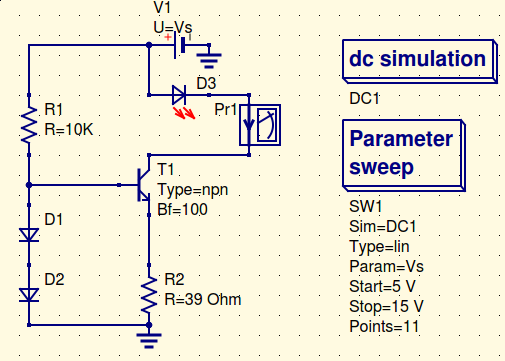 V1
U=Vs
D3
Pr1
R1
R=10K
T1
Type=npn
Bf=100
D1
D2
R2
R=39 Ohm
dc simulation
DC1
Parameter
sweep
SW1
Sim=DC1
Type=lin
Param=Vs
Start=5 V
Stop=15 V
Points=11